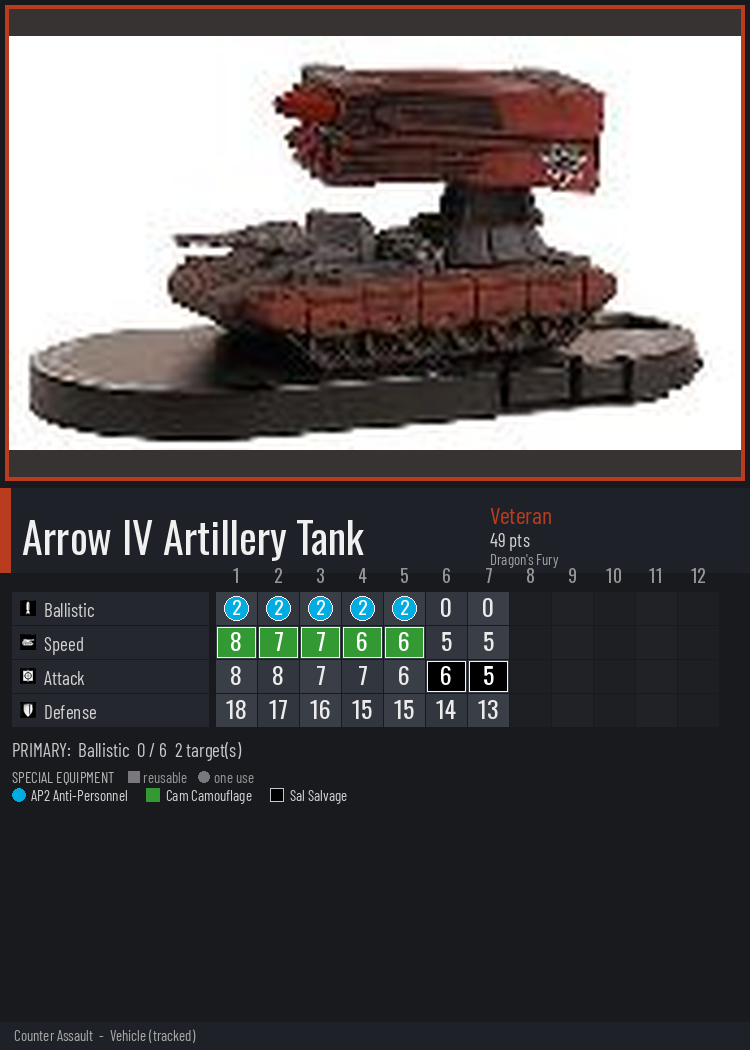 Arrow IV Artillery Tank
Veteran
49 pts
Dragon's Fury
1 2 3 4 5 6 7 8 9 10 11 12
Ballistic 2 2 2 2 2 0 0
Speed 8 7 7 6 6 5 5
Attack 8 8 7 7 6 6 5
Defense 18 17 16 15 15 14 13
PRIMARY: Ballistic 0 / 6 2 target(s)
SPECIAL EQUIPMENT reusable one use
AP2 Anti-Personnel Cam Camouflage Sal Salvage
Counter Assault - Vehicle (tracked)